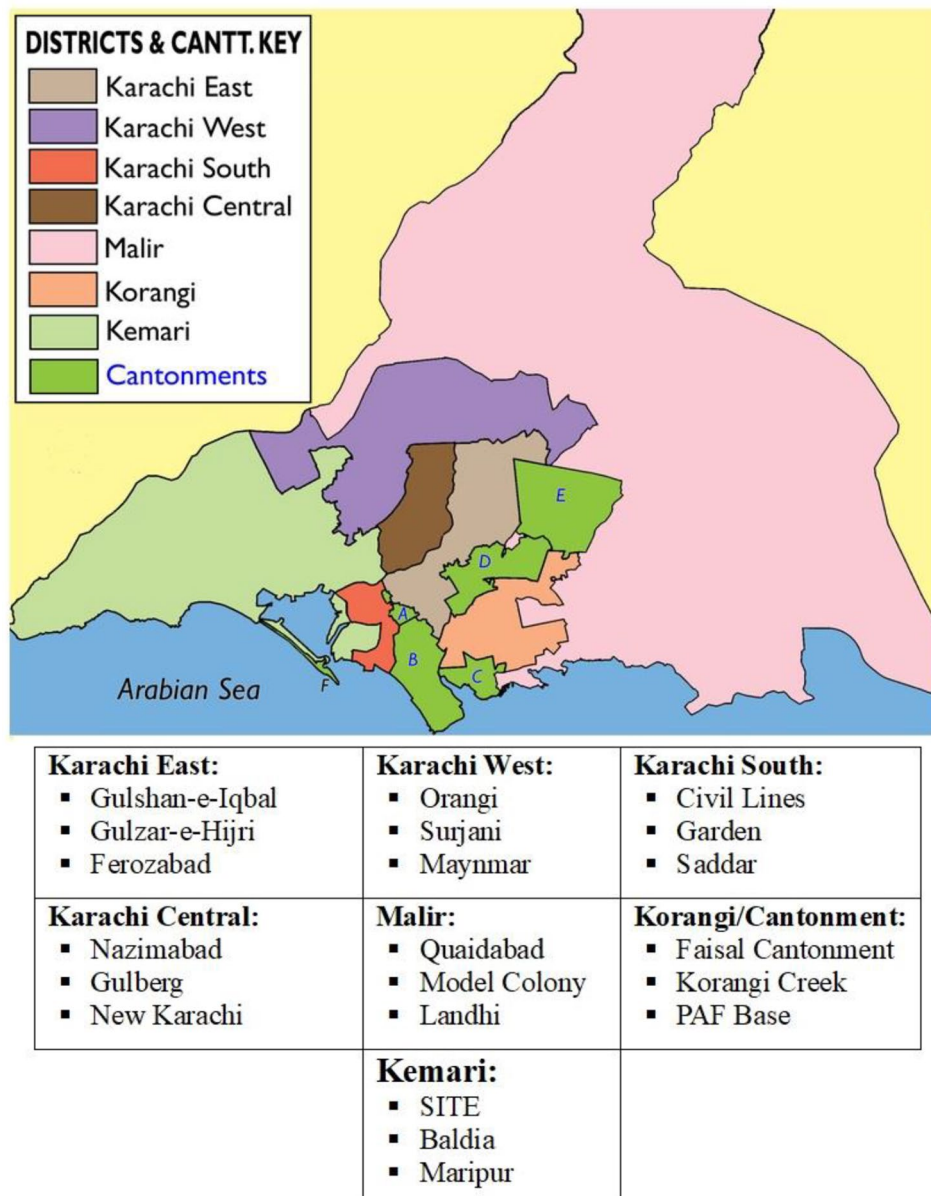 DISTRICTS & CANTT. KEY
Karachi East
Karachi West
Karachi South
Karachi Central
Malir
Korangi
Kemari
Cantonments
E
D
A
B
C
F
Arabian Sea
Karachi East:
▪ Gulshan-e-Iqbal
▪ Gulzar-e-Hijri
▪ Ferozabad
Karachi West:
▪ Orangi
▪ Surjani
▪ Maynmar
Karachi South:
▪ Civil Lines
▪ Garden
▪ Saddar
Karachi Central:
▪ Nazimabad
▪ Gulberg
▪ New Karachi
Malir:
▪ Quaidabad
▪ Model Colony
▪ Landhi
Korangi/Cantonment:
▪ Faisal Cantonment
▪ Korangi Creek
▪ PAF Base
Kemari:
▪ SITE
▪ Baldia
▪ Maripur